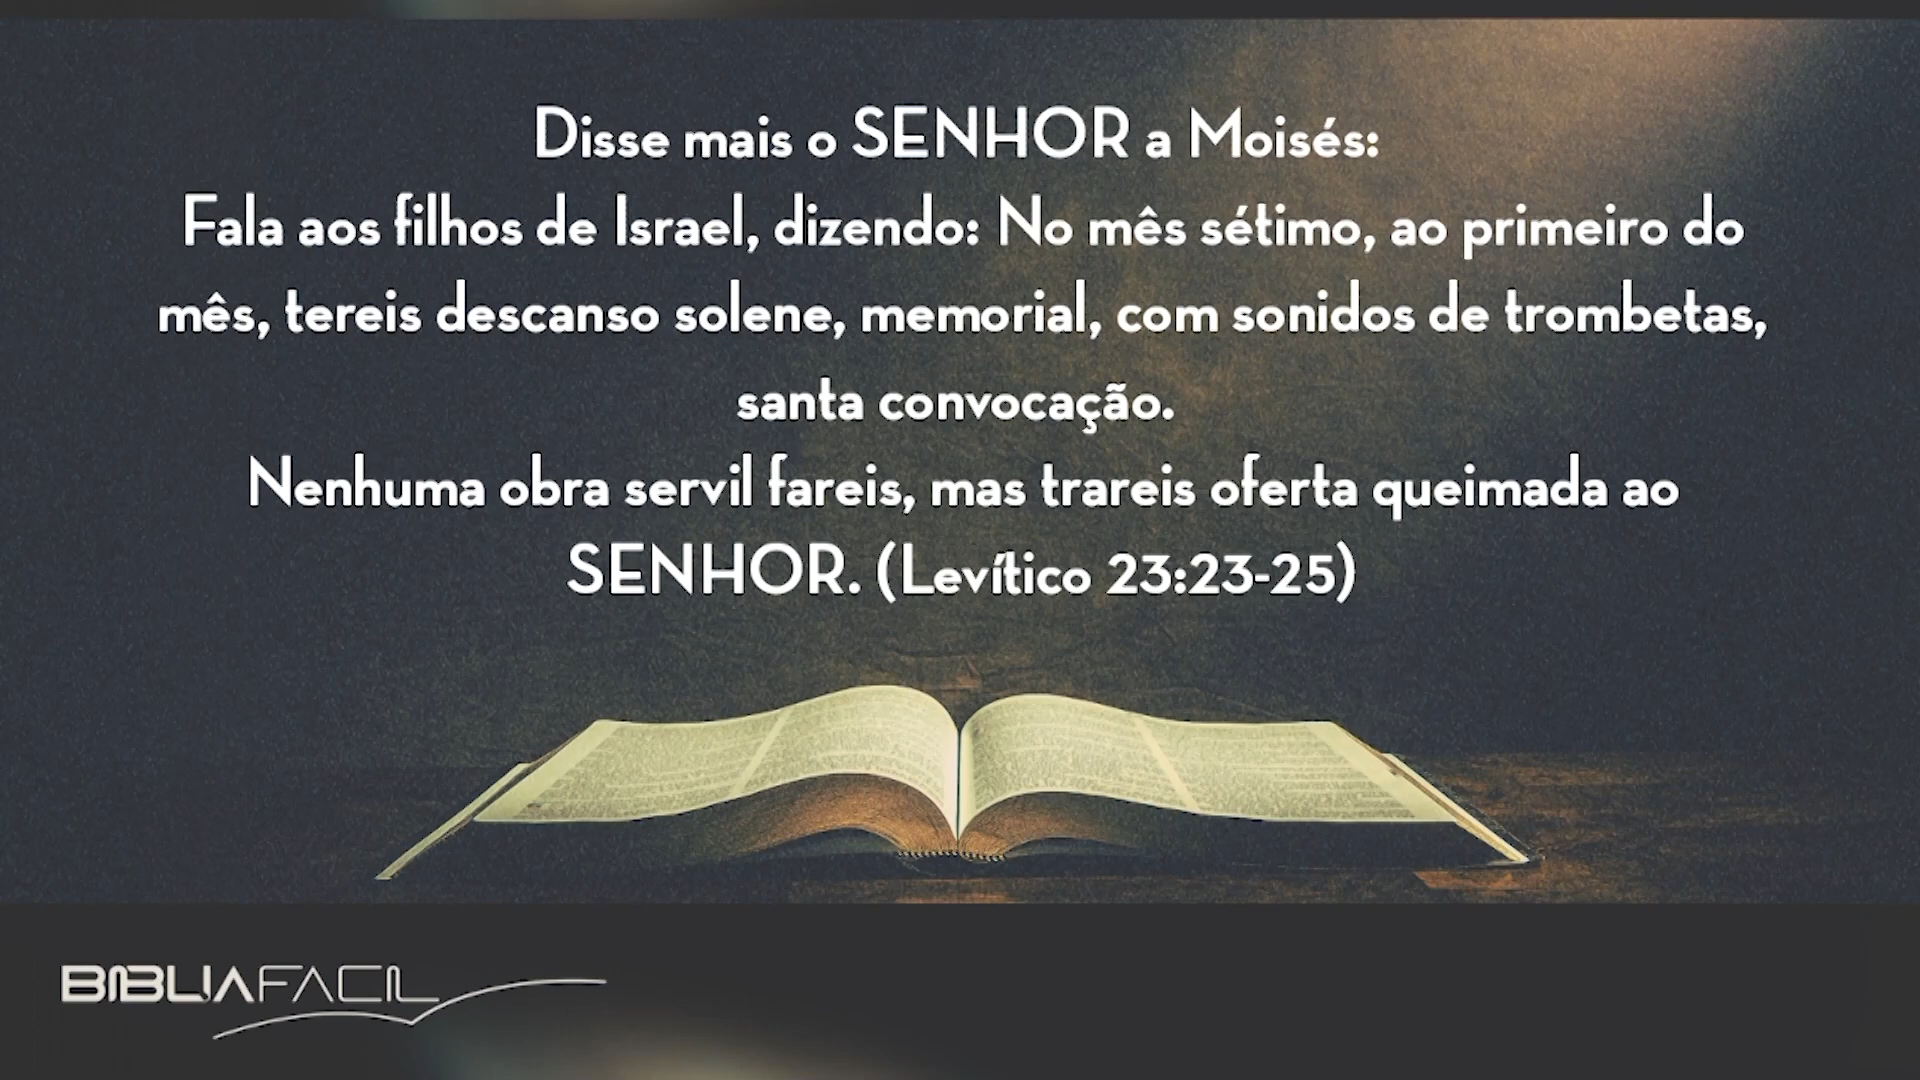 Disse mais o SENHOR a Moisés:
Fala aos filhos de Israel, dizendo: No mês sétimo, ao primeiro do
mês, tereis descanso solene, memorial, com sonidos de trombetas,
santa convocação.
Nenhuma obra servil fareis, mas trareis oferta queimada ao
SENHOR. (Levítico 23:23-25)
BIBLIAFACIL